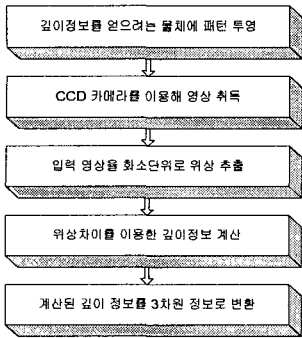 깊이정보를 얻으려는 물체에 패턴 투영
CCD 카메라를 이용해 영상 취득
입력 영상을 화소단위로 위상 추출
위상차이를 이용한 깊이정보 계산
계산된 깊이 정보를 3차원 정보로 변환